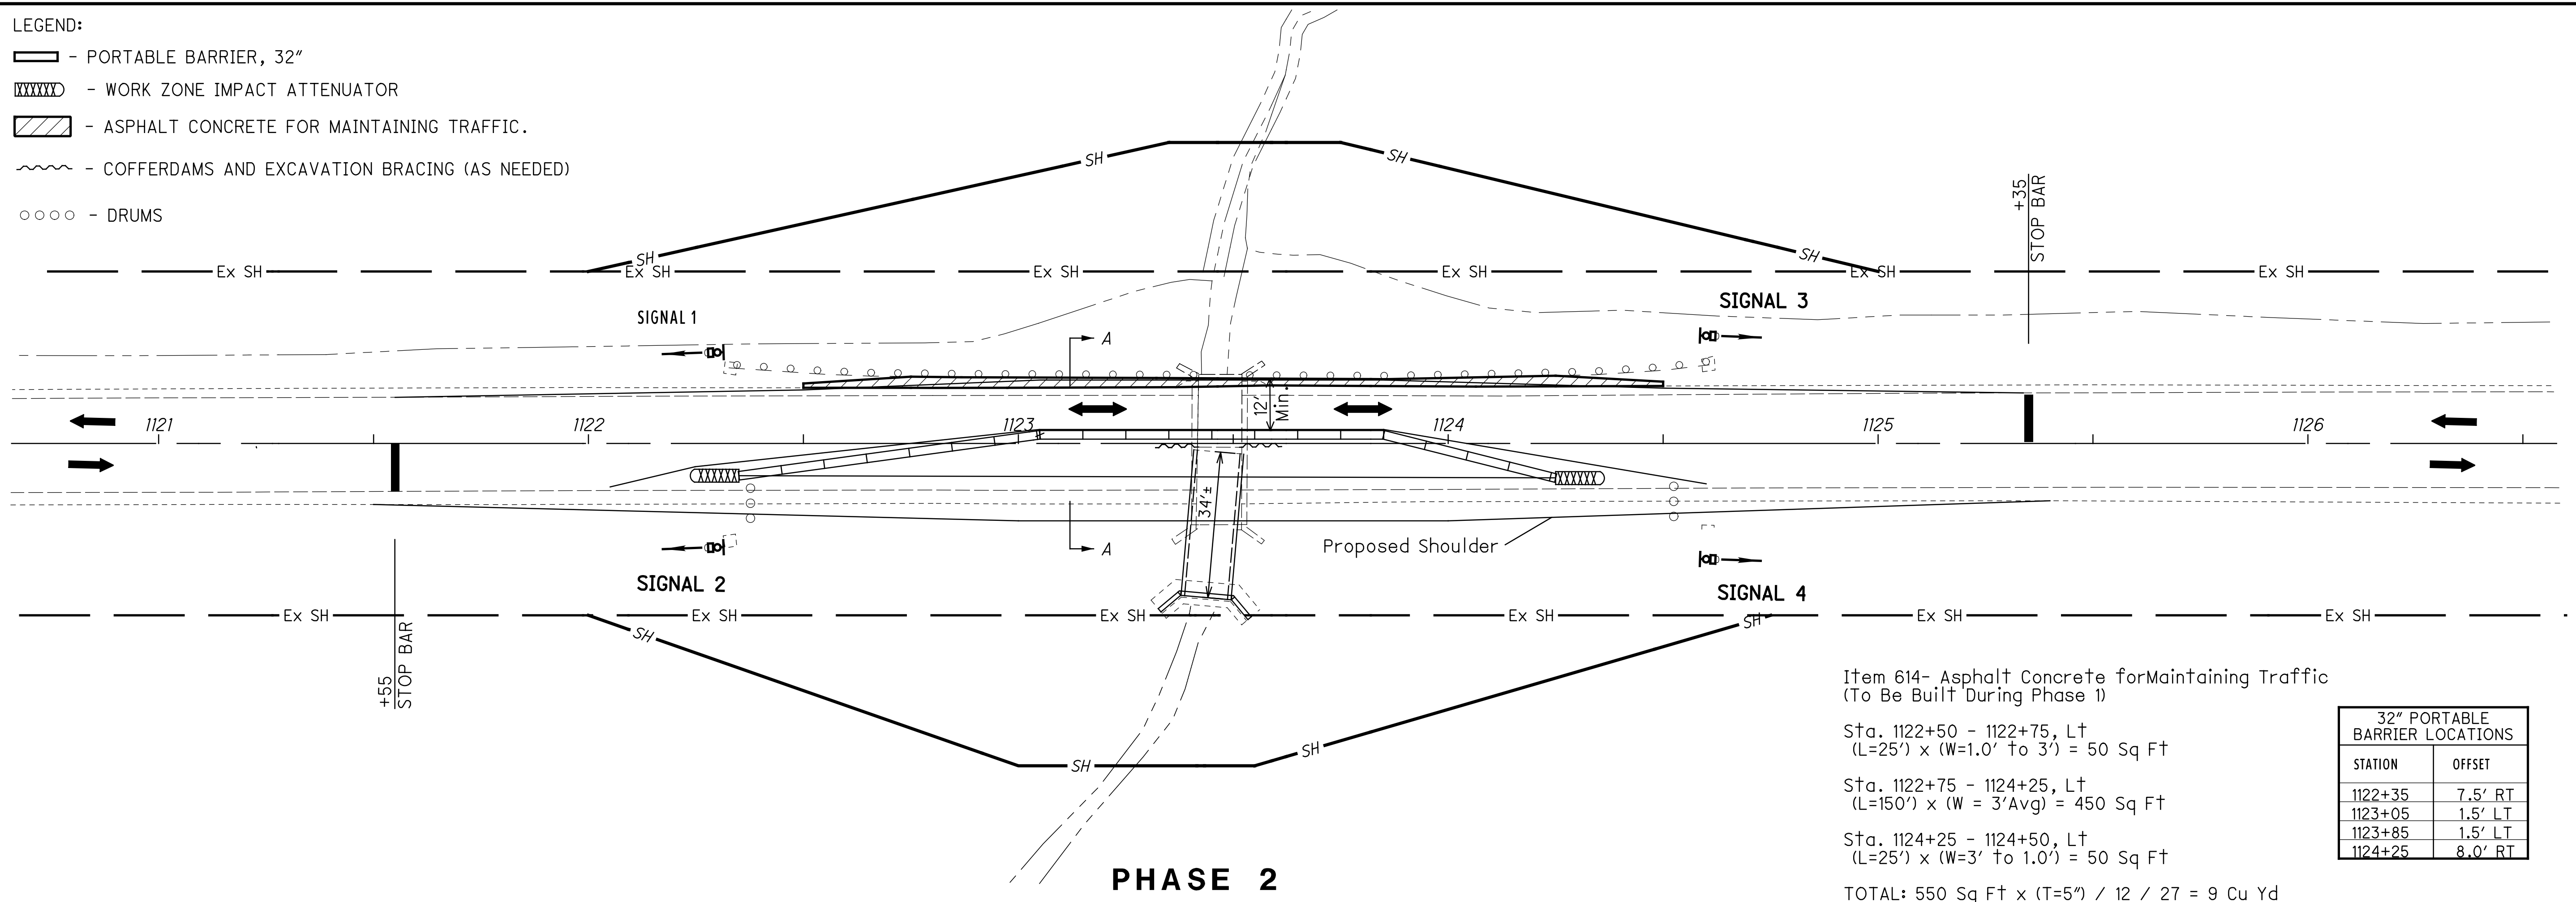 LEGEND:
- PORTABLE BARRIER, 32"
- WORK ZONE IMPACT ATTENUATOR
- ASPHALT CONCRETE FOR MAINTAINING TRAFFIC.
- COFFERDAMS AND EXCAVATION BRACING (AS NEEDED)
- DRUMS
SH
SH
+35
STOP BAR
SH
SH
Ex SH
Ex SH
Ex SH
Ex SH
Ex SH
Ex SH
SIGNAL 1
SIGNAL 3
A
12'
Min.
1121
1122
1123
1124
1125
1126
34'±
A
Proposed Shoulder
SIGNAL 2
SIGNAL 4
Ex SH
Ex SH
Ex SH
Ex SH
Ex SH
Ex SH
SH
SH
+55
STOP BAR
SH
SH
Item 614- Asphalt Concrete forMaintaining Traffic
(To Be Built During Phase 1)
Sta. 1122+50 - 1122+75, Lt
(L=25') x (W=1.0' to 3') = 50 Sq Ft
Sta. 1122+75 - 1124+25, Lt
(L=150') x (W = 3'Avg) = 450 Sq Ft
Sta. 1124+25 - 1124+50, Lt
(L=25') x (W=3' to 1.0') = 50 Sq Ft
TOTAL: 550 Sq Ft x (T=5") / 12 / 27 = 9 Cu Yd
32" PORTABLE
BARRIER LOCATIONS
STATION OFFSET
1122+35 7.5' RT
1123+05 1.5' LT
1123+85 1.5' LT
1124+25 8.0' RT
PHASE 2